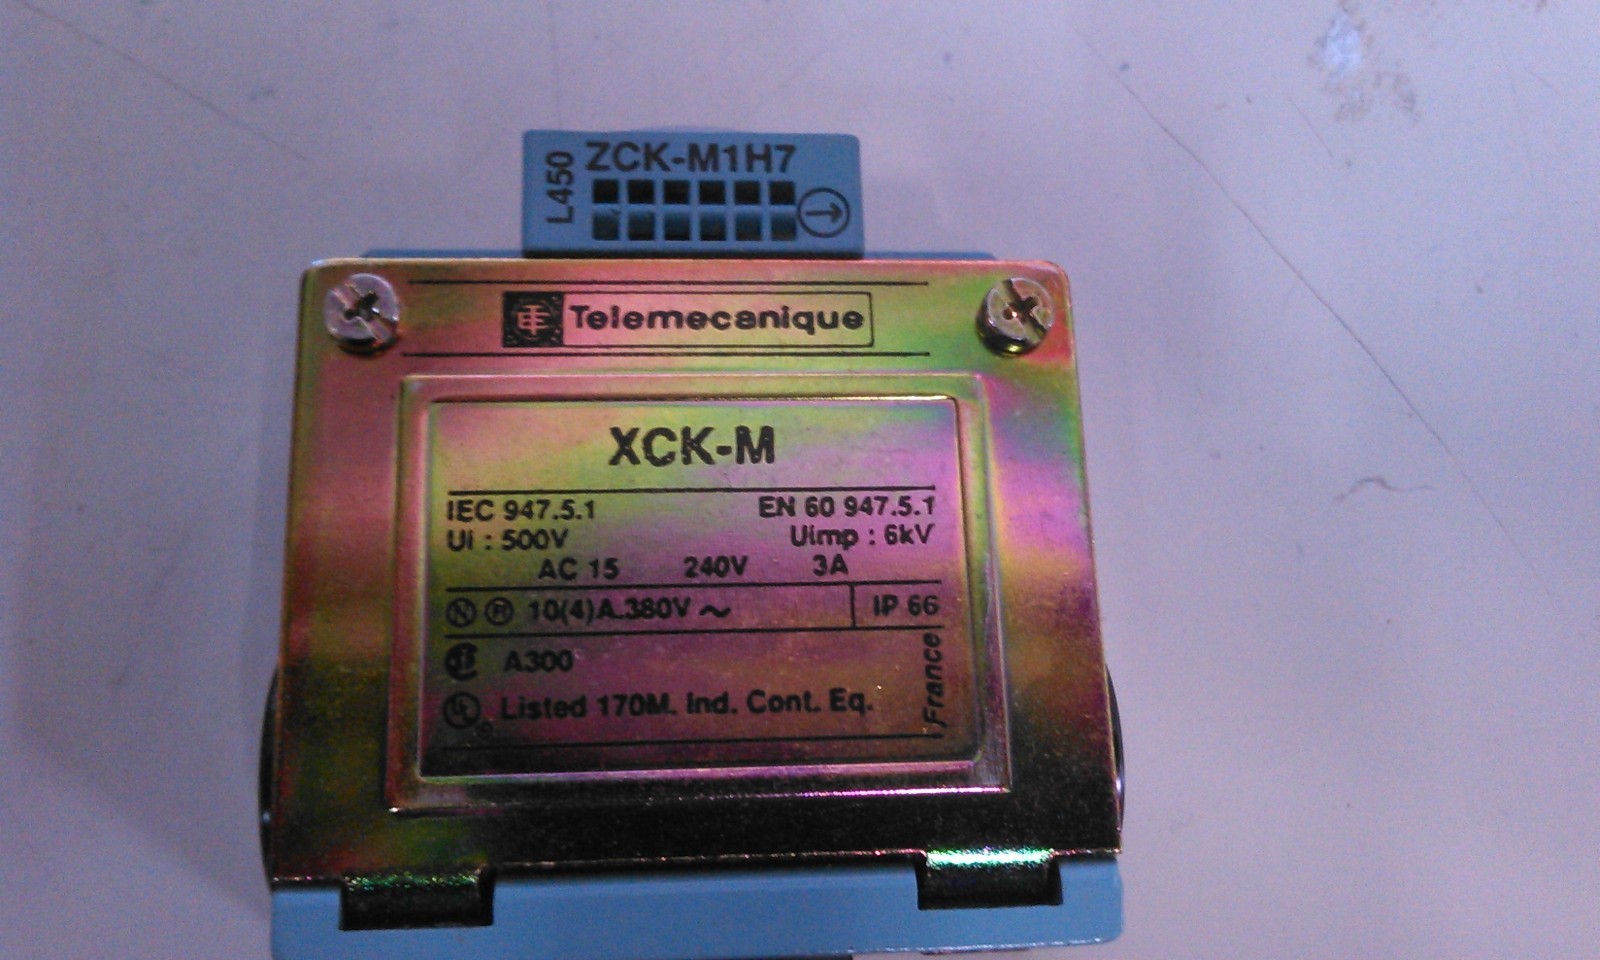 L450
ZCK-M1H7
Telemecanique
XCK-M
IEC 947.5.1 EN 60 947.5.1
Ui : 500V Uimp : 6kV
AC 15 240V 3A
N R 10(4)A.380V ~ IP 66
A300
UL Listed 170M. Ind. Cont. Eq.
France